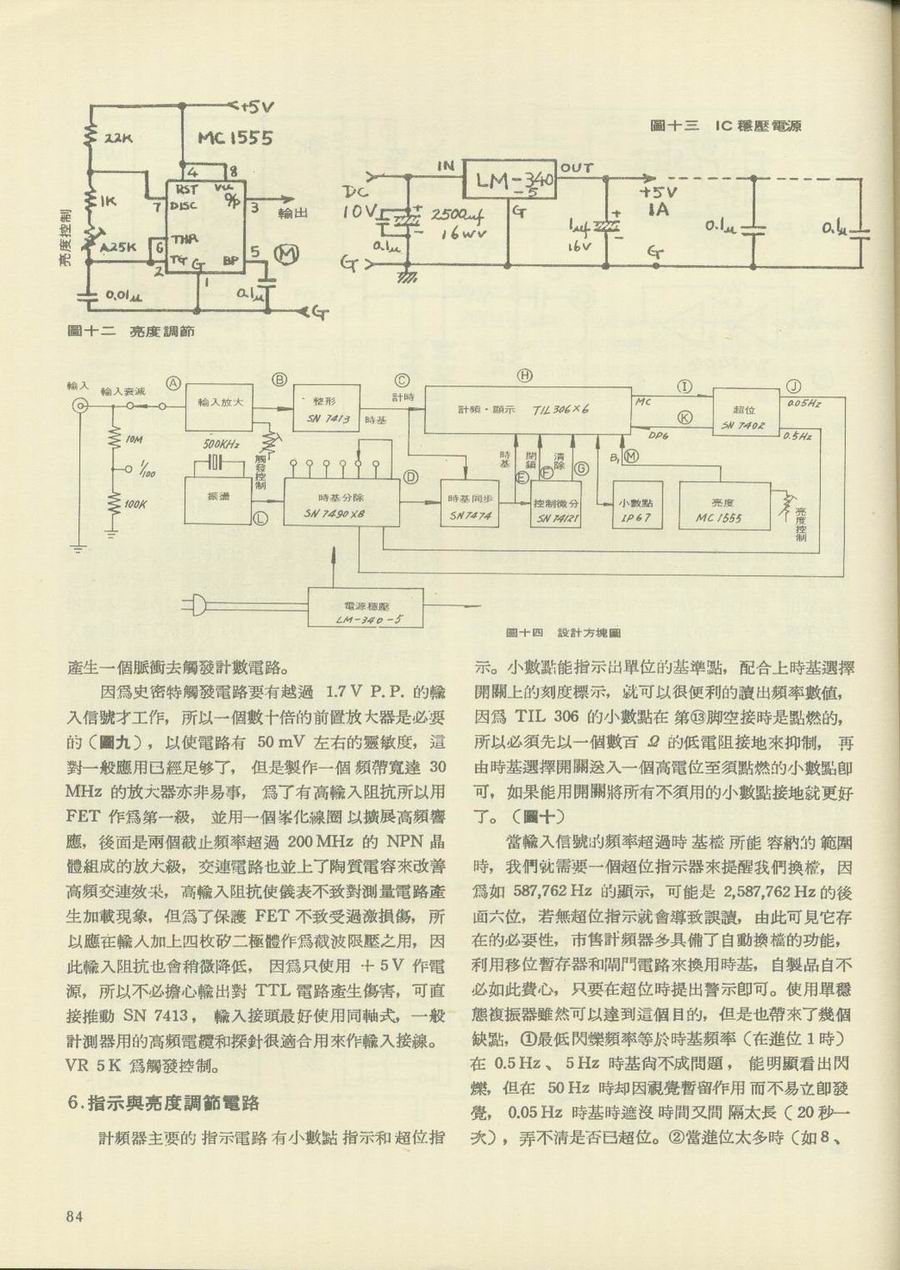 +5V
22K
MC1555
4
8
RST
Vcc
DISC
O/P
7
3
輸出
1K
亮度控制
A25K
THR
6
5
M
TG
G
BP
2
1
0.01μ
0.1μ
G
圖十二 亮度調節
圖十三 IC穩壓電源
IN
LM-340
-5
OUT
DC
10V
+5V
1A
G
2500μf
16WV
1μf
16V
0.1μ
0.1μ
0.1μ
G
G
輸入
輸入衰減
A
輸入放大
B
整形
SN 7413
時基
C
計時
H
計頻·顯示 TIL306×6
MC
I
K
DP6
超位
SN 7402
J
0.05Hz
0.5Hz
10M
1/100
100K
500KHz
振盪
觸發控制
L
時基分除
SN 7490×8
D
時基同步
SN7474
時基
E
閉鎖
F
清除
G
控制微分
SN 74121
小數點
IP67
M
亮度
MC1555
亮度控制
電源穩壓
LM-340-5
圖十四 設計方塊圖
產生一個脈衝去觸發計數電路。
因爲史密特觸發電路要有越過 1.7 V P.P. 的輸
入信號才工作，所以一個數十倍的前置放大器是必要
的（圖九），以使電路有 50 mV 左右的靈敏度，這
對一般應用已經足够了，但是製作一個頻帶寬達 30
MHz 的放大器亦非易事，爲了有高輸入阻抗所以用
FET 作爲第一級，並用一個峯化線圈以擴展高頻響
應，後面是兩個截止頻率超過 200 MHz 的 NPN 晶
體組成的放大級，交連電路也並上了陶質電容來改善
高頻交連效果，高輸入阻抗使儀表不致對測量電路產
生加載現象，但爲了保護 FET 不致受過激損傷，所
以應在輸入加上四枚矽二極體作爲截波限壓之用，因
此輸入阻抗也會稍微降低，因爲只使用 ＋5 V 作電
源，所以不必擔心輸出對 TTL 電路產生傷害，可直
接推動 SN 7413，輸入接頭最好使用同軸式，一般
計測器用的高頻電纜和探針很適合用來作輸入接線。
VR 5K 爲觸發控制。
6.指示與亮度調節電路
計頻器主要的指示電路有小數點指示和超位指
示。小數點能指示出單位的基準點，配合上時基選擇
開關上的刻度標示，就可以很便利的讀出頻率數值，
因爲 TIL 306 的小數點在第⑬脚空接時是點燃的，
所以必須先以一個數百 Ω 的低電阻接地來抑制，再
由時基選擇開關送入一個高電位至須點燃的小數點卽
可，如果能用開關將所有不須用的小數點接地就更好
了。（圖十）
當輸入信號的頻率超過時基檔所能容納的範圍
時，我們就需要一個超位指示器來提醒我們換檔，因
爲如 587,762 Hz 的顯示，可能是 2,587,762 Hz 的後
面六位，若無超位指示就會導致誤讀，由此可見它存
在的必要性，市售計頻器多具備了自動換檔的功能，
利用移位暫存器和閘門電路來換用時基，自製品自不
必如此費心，只要在超位時提出警示卽可。使用單穩
態複振器雖然可以達到這個目的，但是也帶來了幾個
缺點，①最低閃爍頻率等於時基頻率（在進位1時）
在 0.5 Hz、5 Hz 時基尙不成問題，能明顯看出閃
爍，但在 50 Hz 時却因視覺暫留作用而不易立卽發
覺，0.05 Hz 時基時遮沒時間又間隔太長（20秒一
次），弄不清是否已超位。②當進位太多時（如8、
84